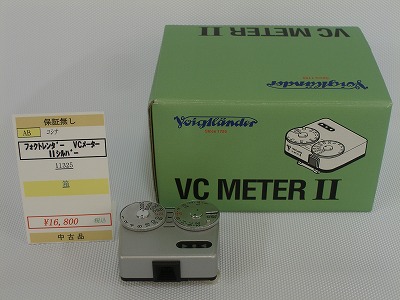 保証無し
AB コシナ
フォクトレンダー VCメーター
IIシルバー
11325
¥16,800 税込
中古品
VC METER II
Voigtländer
Voigtländer
VC METER II